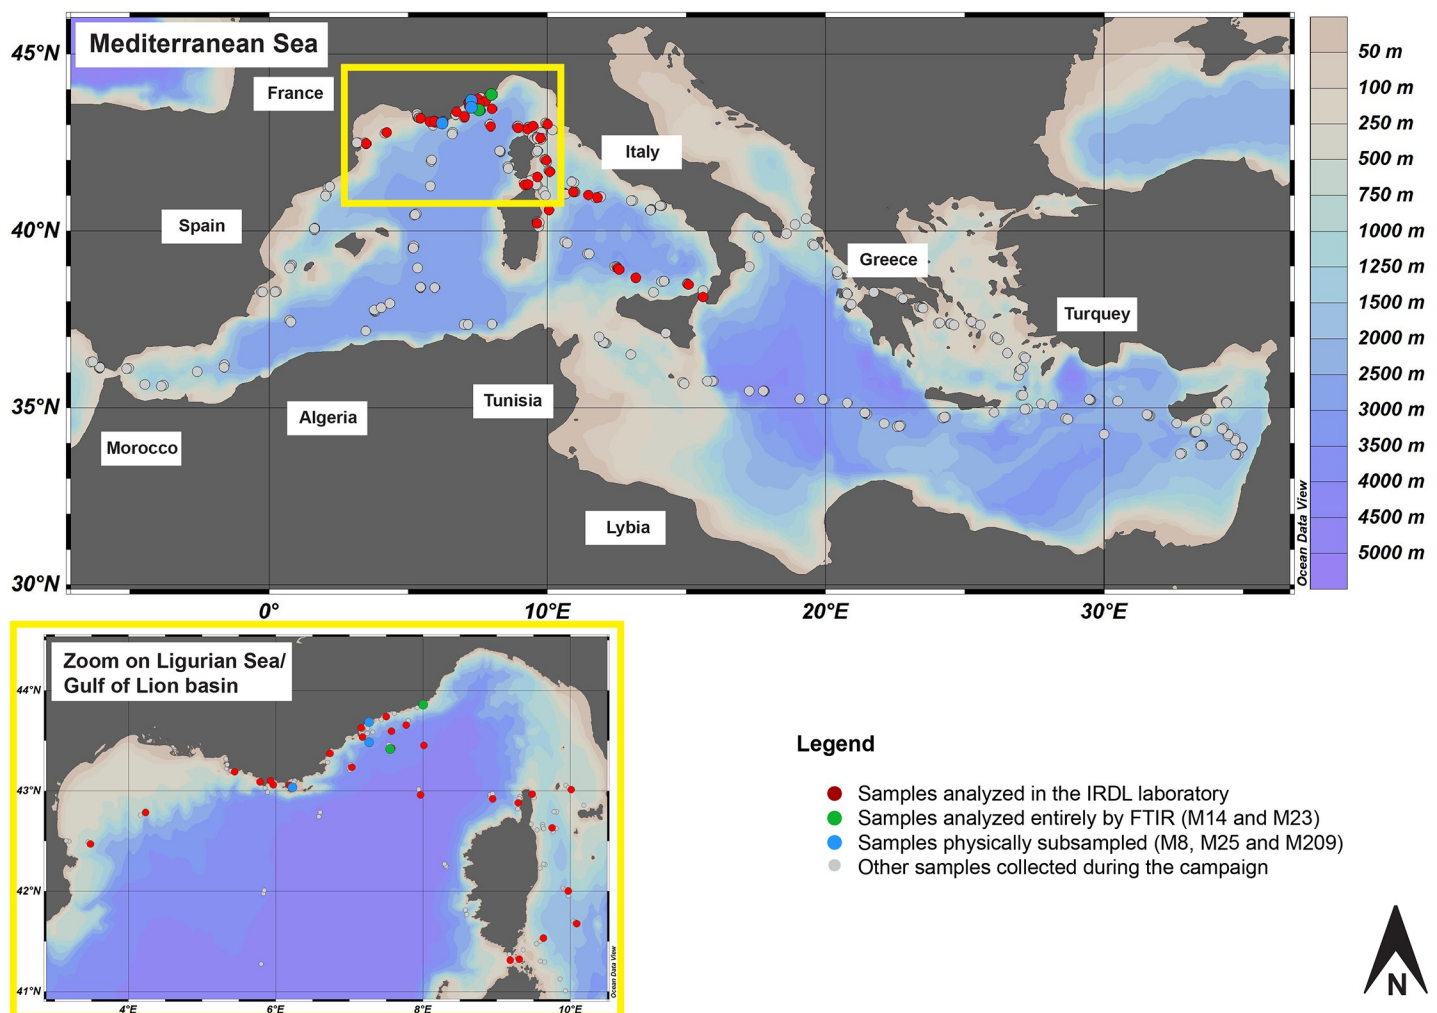 Mediterranean Sea
45°N
40°N
35°N
30°N
0°
10°E
20°E
30°E
France
Italy
Spain
Greece
Turquey
Tunisia
Algeria
Morocco
Lybia
Ocean Data View
50 m
100 m
250 m
500 m
750 m
1000 m
1250 m
1500 m
2000 m
2500 m
3000 m
3500 m
4000 m
4500 m
5000 m
Zoom on Ligurian Sea/
Gulf of Lion basin
44°N
43°N
42°N
41°N
4°E
6°E
8°E
10°E
Ocean Data View
Legend
Samples analyzed in the IRDL laboratory
Samples analyzed entirely by FTIR (M14 and M23)
Samples physically subsampled (M8, M25 and M209)
Other samples collected during the campaign
N